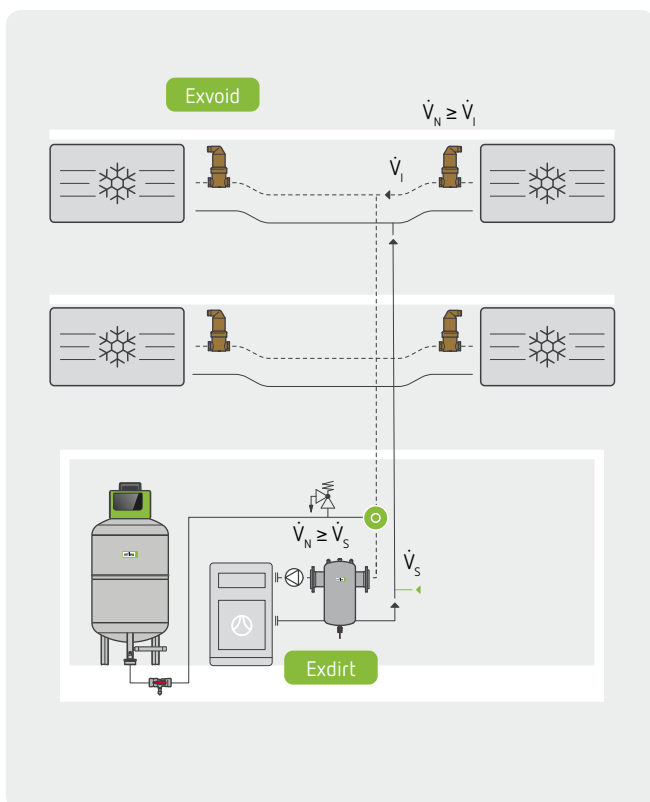 Exvoid
V̇N ≥ V̇I
V̇I
V̇N ≥ V̇S
V̇S
Exdirt